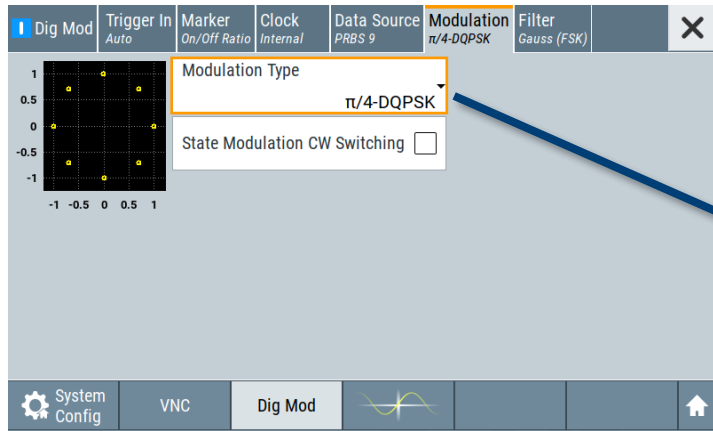 Dig Mod
Trigger In
Auto
Marker
On/Off Ratio
Clock
Internal
Data Source
PRBS 9
Modulation
π/4-DQPSK
Filter
Gauss (FSK)
1
0.5
0
-0.5
-1
-1 -0.5 0 0.5 1
Modulation Type
π/4-DQPSK
State Modulation CW Switching
System
Config
VNC
Dig Mod